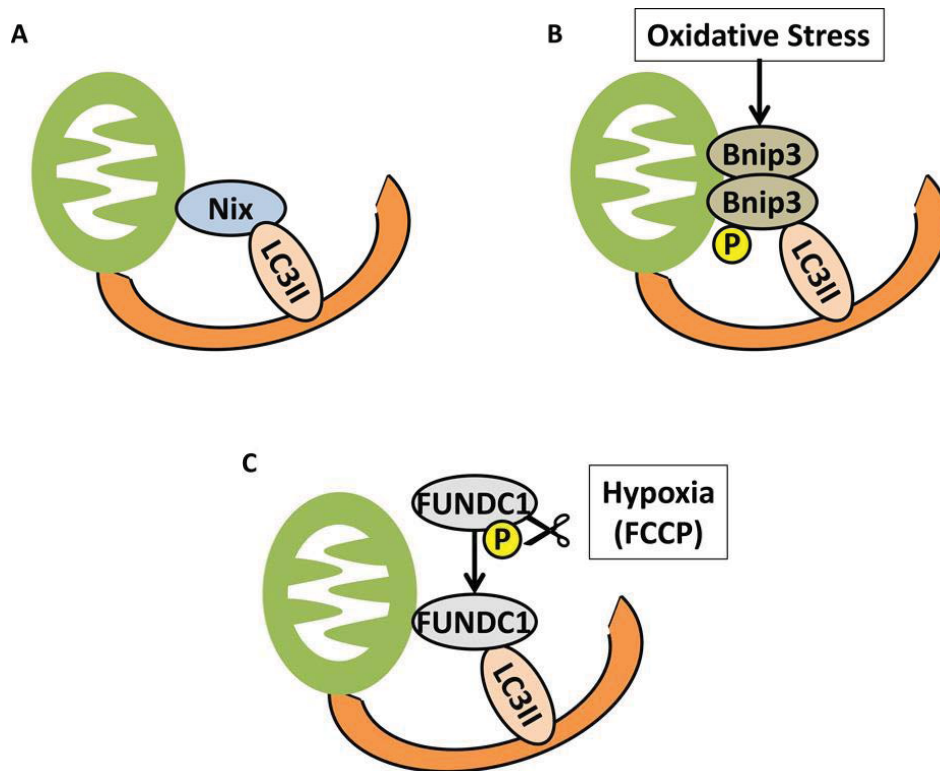 A
Nix
LC3II
B
Oxidative Stress
Bnip3
Bnip3
P
LC3II
C
FUNDC1
P
Hypoxia
(FCCP)
FUNDC1
LC3II